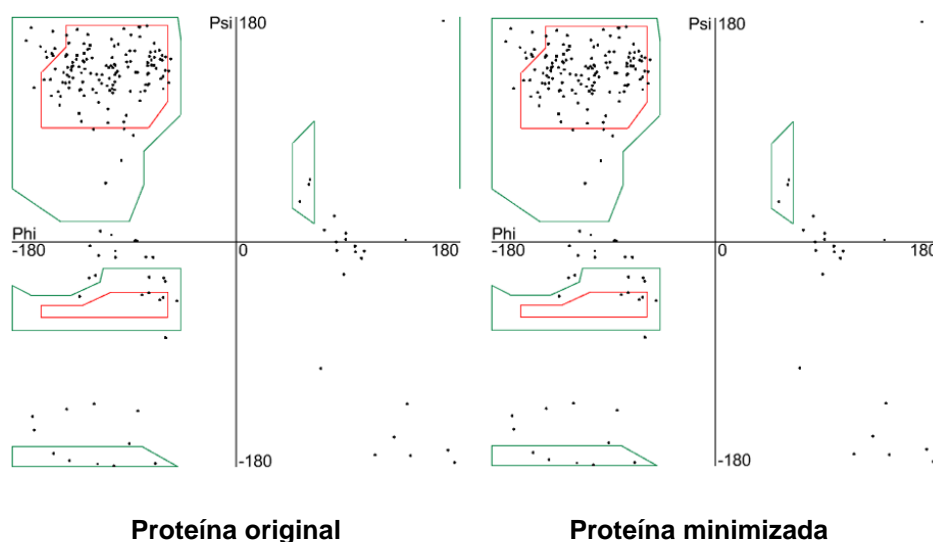 Psi 180 Psi 180
Phi Phi
-180 0 180 -180 0 180
-180 -180
Proteína original Proteína minimizada